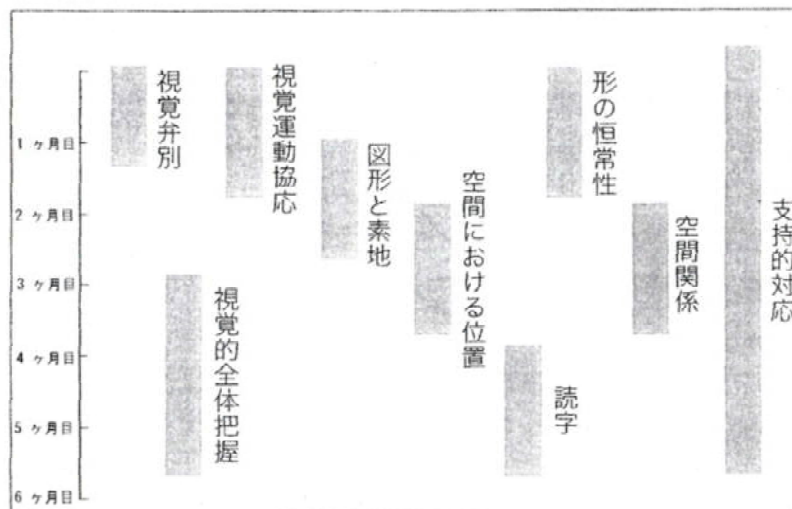 1ヶ月目
2ヶ月目
3ヶ月目
4ヶ月目
5ヶ月目
6ヶ月目
視覚弁別
視覚的全体把握
視覚運動協応
図形と素地
空間における位置
読字
形の恒常性
空間関係
支持的対応